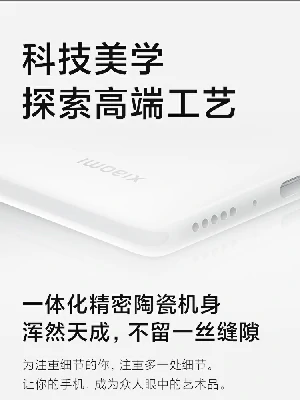 科技美学
探索高端工艺
xiaomi
一体化精密陶瓷机身
浑然天成，不留一丝缝隙
为注重细节的你，注重多一处细节。
让你的手机，成为众人眼中的艺术品。